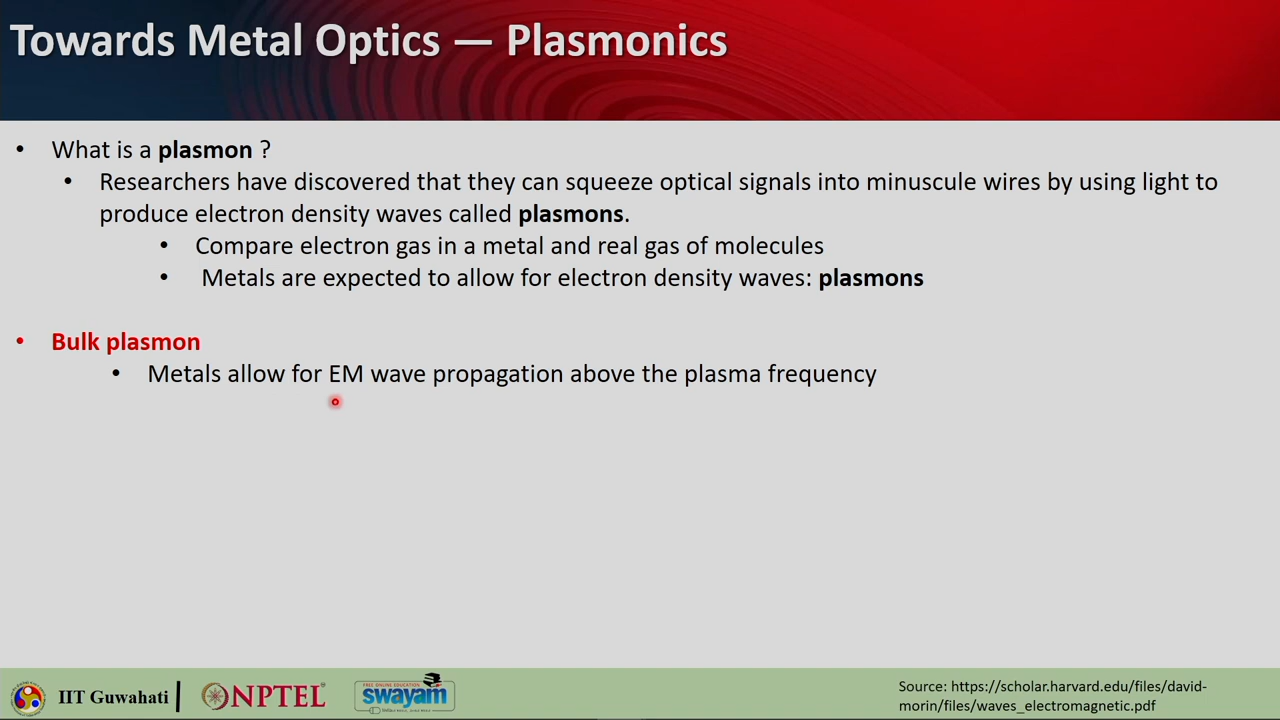 Towards Metal Optics — Plasmonics
• What is a plasmon ?
• Researchers have discovered that they can squeeze optical signals into minuscule wires by using light to
produce electron density waves called plasmons.
• Compare electron gas in a metal and real gas of molecules
• Metals are expected to allow for electron density waves: plasmons
• Bulk plasmon
• Metals allow for EM wave propagation above the plasma frequency
IIT Guwahati
NPTEL
FREE ONLINE EDUCATION
swayam
Source: https://scholar.harvard.edu/files/david-
morin/files/waves_electromagnetic.pdf